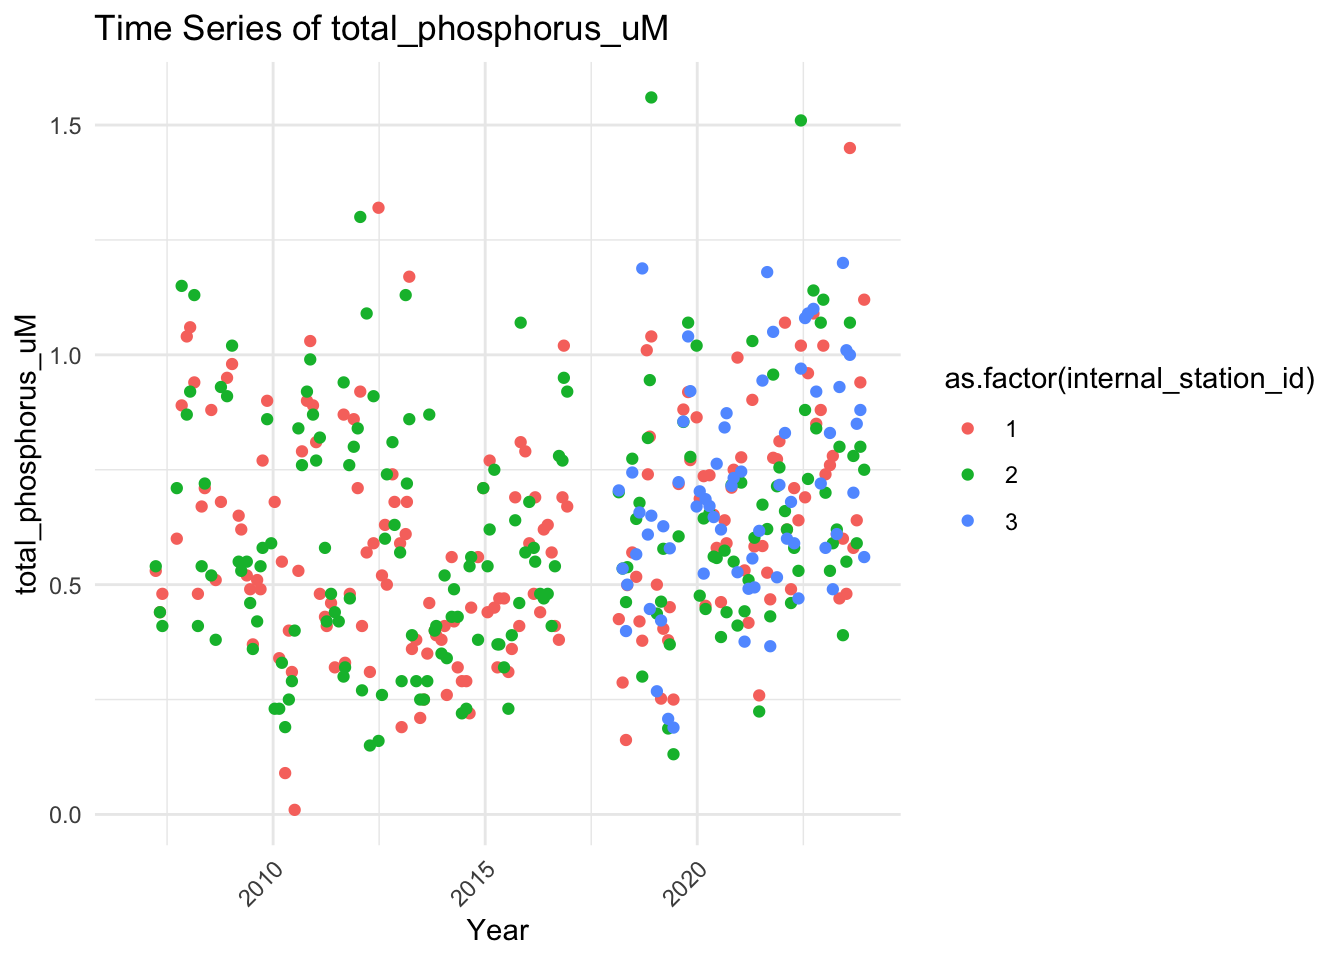 Time Series of total_phosphorus_uM
total_phosphorus_uM
1.5
1.0
0.5
0.0
2010
2015
2020
Year
as.factor(internal_station_id)
1
2
3